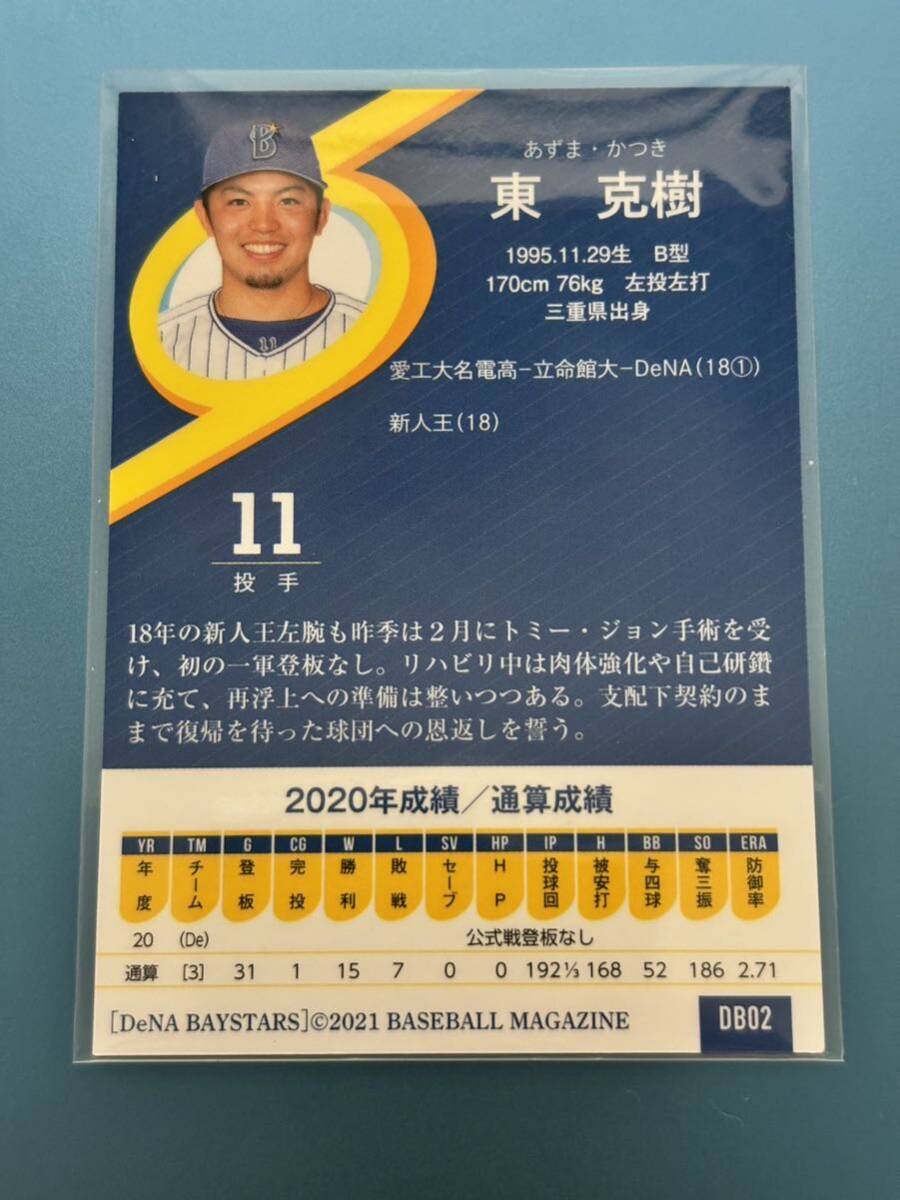 B
11
あずま・かつき
東 克樹
1995.11.29生 B型
170cm 76kg 左投左打
三重県出身
愛工大名電高−立命館大−DeNA(18①)
新人王(18)
11
投手
18年の新人王左腕も昨季は２月にトミー・ジョン手術を受
け、初の一軍登板なし。リハビリ中は肉体強化や自己研鑽
に充て、再浮上への準備は整いつつある。支配下契約のま
まで復帰を待った球団への恩返しを誓う。
2020年成績／通算成績
YR TM G CG W L SV HP IP H BB SO ERA
年度 チーム 登板 完投 勝利 敗戦 セーブ HP 投球回 被安打 与四球 奪三振 防御率
20 (De) 公式戦登板なし
通算 [3] 31 1 15 7 0 0 192⅓ 168 52 186 2.71
[DeNA BAYSTARS]©2021 BASEBALL MAGAZINE
DB02